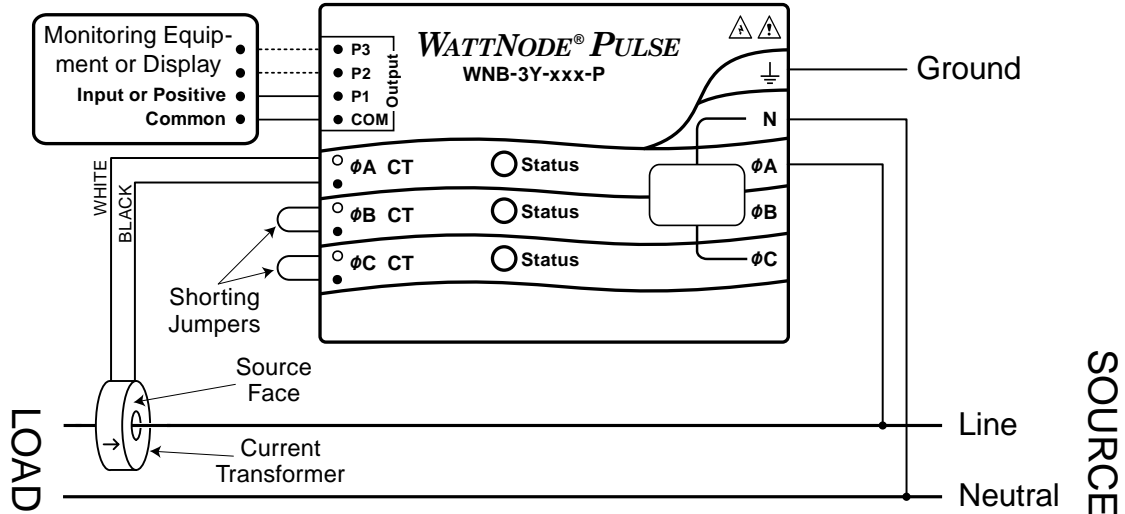 Monitoring Equip-
ment or Display
Input or Positive
Common
P3
P2
P1
COM
Output
WATTNODE® PULSE
WNB-3Y-xxx-P
Ground
N
ϕA CT
Status
ϕA
ϕB CT
Status
ϕB
ϕC CT
Status
ϕC
WHITE
BLACK
Shorting
Jumpers
Source
Face
Current
Transformer
LOAD
Line
Neutral
SOURCE